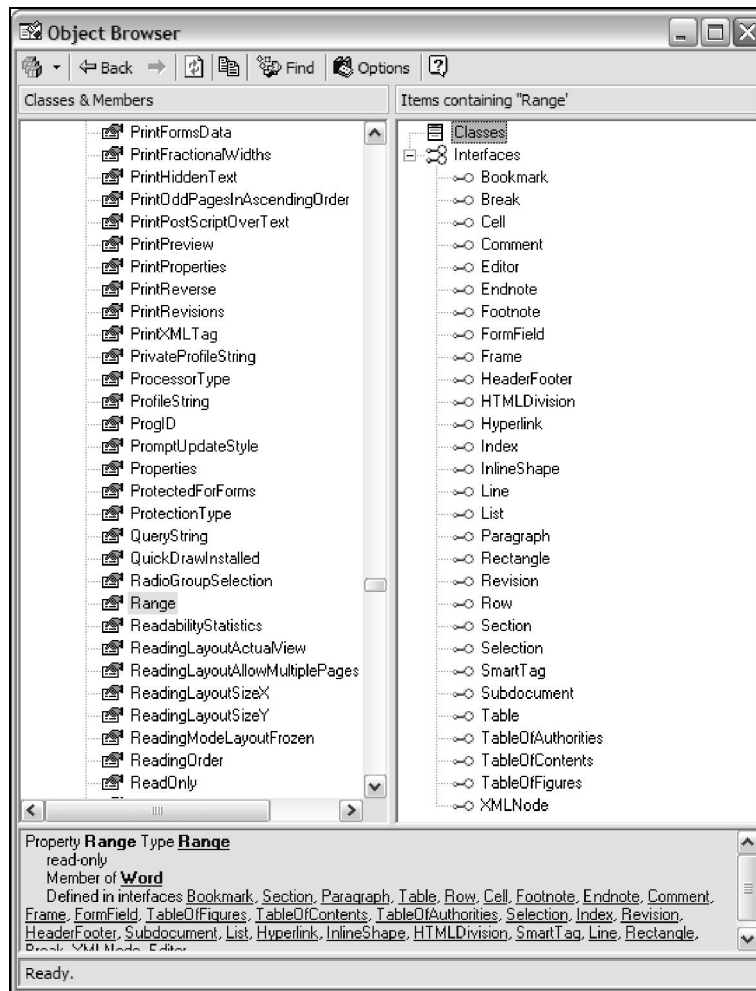 Object Browser
Back Find Options
Classes & Members
PrintFormsData
PrintFractionalWidths
PrintHiddenText
PrintOddPagesInAscendingOrder
PrintPostScriptOverText
PrintPreview
PrintProperties
PrintReverse
PrintRevisions
PrintXMLTag
PrivateProfileString
ProcessorType
ProfileString
ProgID
PromptUpdateStyle
Properties
ProtectedForForms
ProtectionType
QueryString
QuickDrawInstalled
RadioGroupSelection
Range
ReadabilityStatistics
ReadingLayoutActualView
ReadingLayoutAllowMultiplePages
ReadingLayoutSizeX
ReadingLayoutSizeY
ReadingModeLayoutFrozen
ReadingOrder
ReadOnly
Items containing "Range'
Classes
Interfaces
Bookmark
Break
Cell
Comment
Editor
Endnote
Footnote
FormField
Frame
HeaderFooter
HTMLDivision
Hyperlink
Index
InlineShape
Line
List
Paragraph
Rectangle
Revision
Row
Section
Selection
SmartTag
Subdocument
Table
TableOfAuthorities
TableOfContents
TableOfFigures
XMLNode
Property Range Type Range
read-only
Member of Word
Defined in interfaces Bookmark, Section, Paragraph, Table, Row, Cell, Footnote, Endnote, Comment,
Frame, FormField, TableOfFigures, TableOfContents, TableOfAuthorities, Selection, Index, Revision,
HeaderFooter, Subdocument, List, Hyperlink, InlineShape, HTMLDivision, SmartTag, Line, Rectangle,
Break, XMLNode, Editor
Ready.